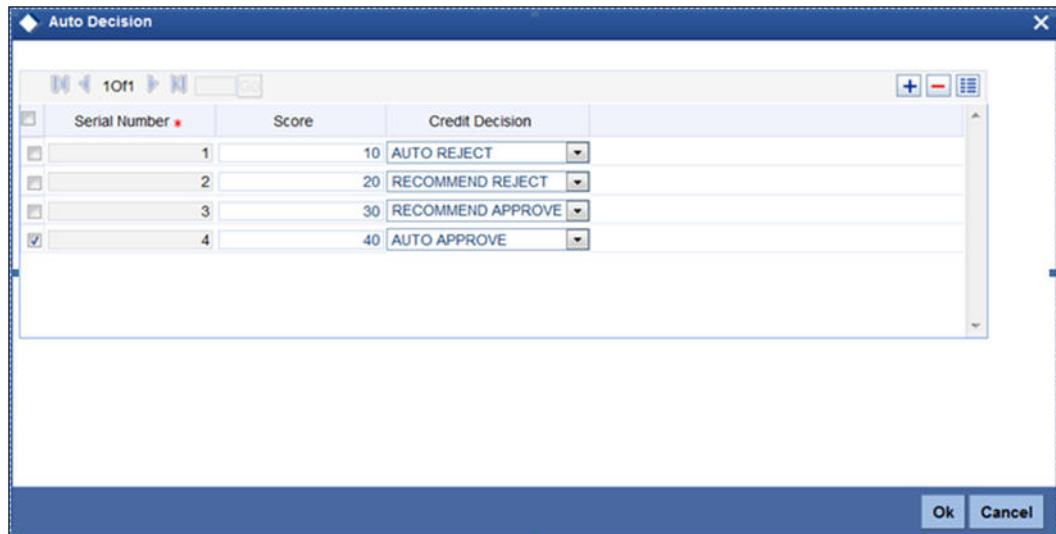 Auto Decision
1Of1 Go
Serial Number * Score Credit Decision
1 10 AUTO REJECT
2 20 RECOMMEND REJECT
3 30 RECOMMEND APPROVE
4 40 AUTO APPROVE
Ok Cancel